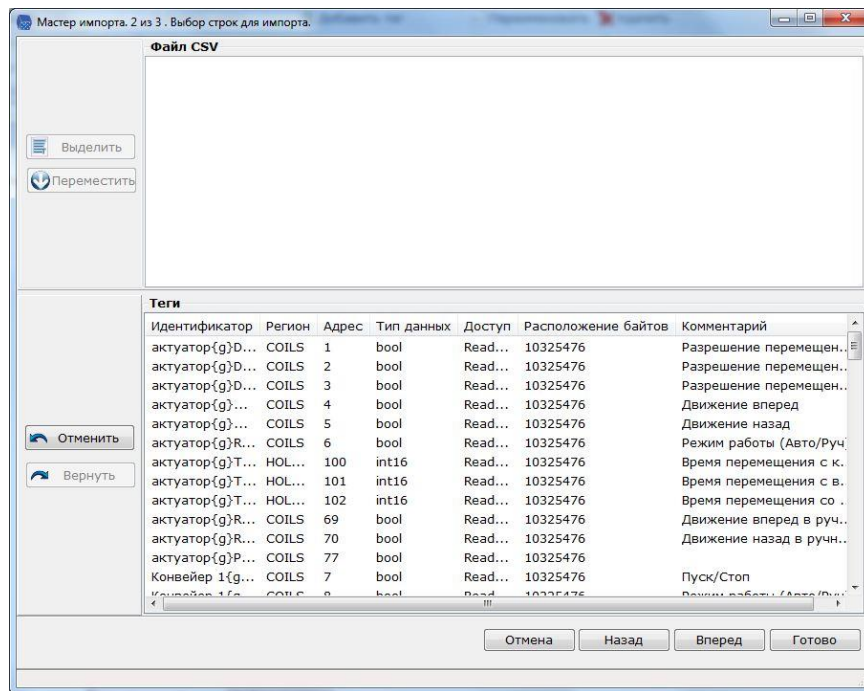 Мастер импорта. 2 из 3 . Выбор строк для импорта.
Файл CSV
Выделить
Переместить
Теги
Идентификатор Регион Адрес Тип данных Доступ Расположение байтов Комментарий
актуатор{g}D... COILS 1 bool Read... 10325476 Разрешение перемещен...
актуатор{g}D... COILS 2 bool Read... 10325476 Разрешение перемещен...
актуатор{g}D... COILS 3 bool Read... 10325476 Разрешение перемещен...
актуатор{g}... COILS 4 bool Read... 10325476 Движение вперед
актуатор{g}... COILS 5 bool Read... 10325476 Движение назад
Отменить
актуатор{g}R... COILS 6 bool Read... 10325476 Режим работы (Авто/Руч
актуатор{g}T... HOL... 100 int16 Read... 10325476 Время перемещения с к...
Вернуть
актуатор{g}T... HOL... 101 int16 Read... 10325476 Время перемещения с в...
актуатор{g}T... HOL... 102 int16 Read... 10325476 Время перемещения со ...
актуатор{g}R... COILS 69 bool Read... 10325476 Движение вперед в руч...
актуатор{g}R... COILS 70 bool Read... 10325476 Движение назад в ручн...
актуатор{g}P... COILS 77 bool Read... 10325476
Конвейер 1{g... COILS 7 bool Read... 10325476 Пуск/Стоп
Отмена Назад Вперед Готово